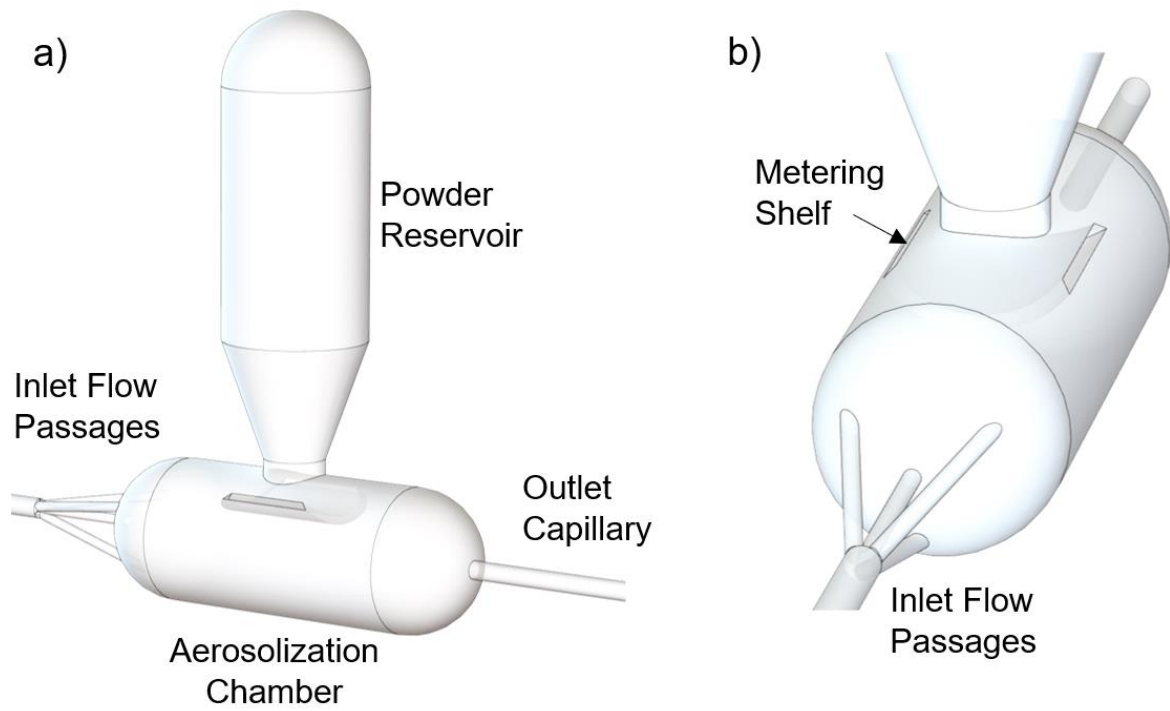 a)
Powder
Reservoir
Inlet Flow
Passages
Outlet
Capillary
Aerosolization
Chamber
b)
Metering
Shelf
Inlet Flow
Passages